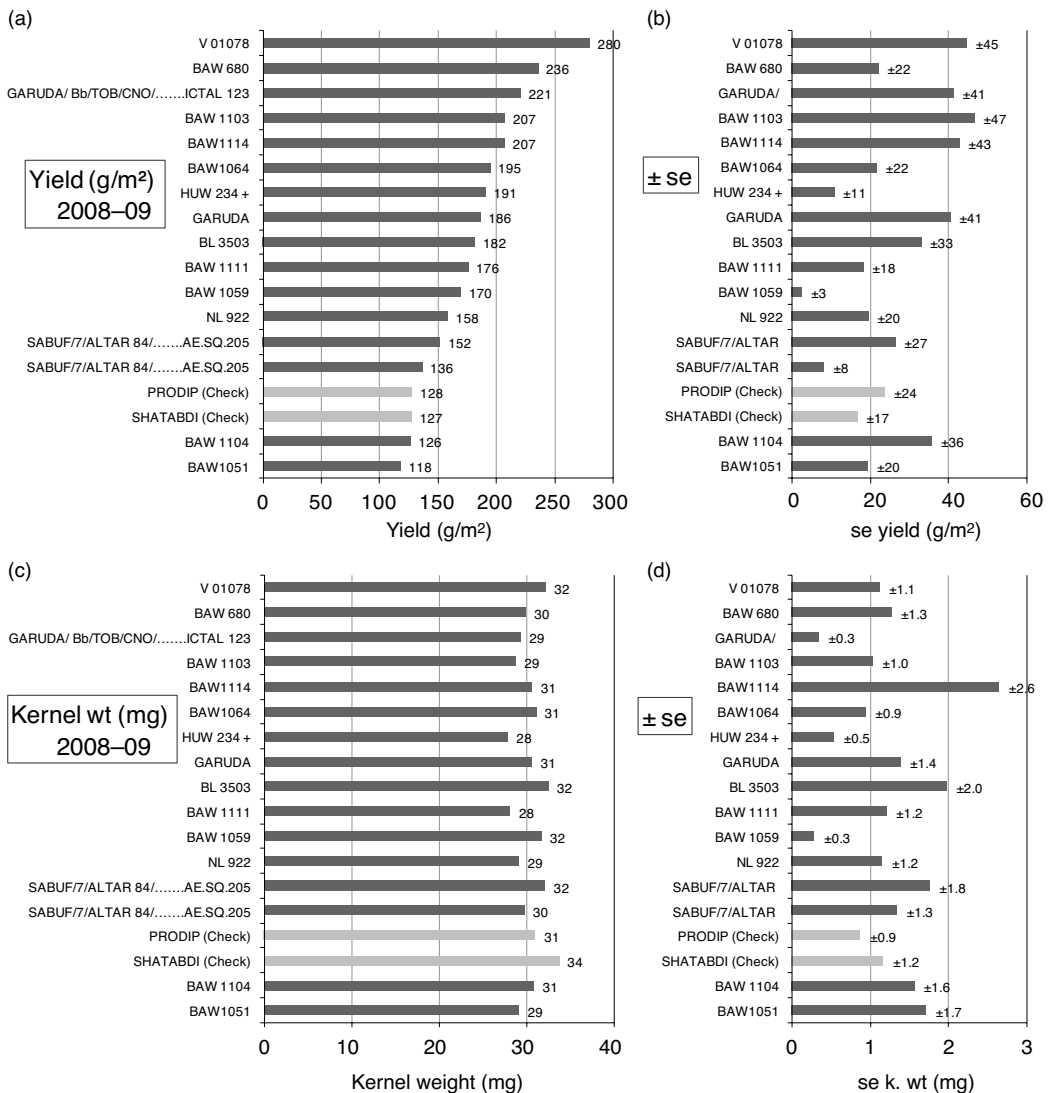 (a)
V 01078 280
BAW 680 236
GARUDA/ Bb/TOB/CNO/.......ICTAL 123 221
BAW 1103 207
BAW1114 207
BAW1064 195
HUW 234 + 191
GARUDA 186
BL 3503 182
BAW 1111 176
BAW 1059 170
NL 922 158
SABUF/7/ALTAR 84/.......AE.SQ.205 152
SABUF/7/ALTAR 84/.......AE.SQ.205 136
PRODIP (Check) 128
SHATABDI (Check) 127
BAW 1104 126
BAW1051 118
Yield (g/m²)
2008–09
0 50 100 150 200 250 300
Yield (g/m²)
(b)
V 01078 ±45
BAW 680 ±22
GARUDA/ ±41
BAW 1103 ±47
BAW1114 ±43
BAW1064 ±22
HUW 234 + ±11
GARUDA ±41
BL 3503 ±33
BAW 1111 ±18
BAW 1059 ±3
NL 922 ±20
SABUF/7/ALTAR ±27
SABUF/7/ALTAR ±8
PRODIP (Check) ±24
SHATABDI (Check) ±17
BAW 1104 ±36
BAW1051 ±20
± se
0 20 40 60
se yield (g/m²)
(c)
V 01078 32
BAW 680 30
GARUDA/ Bb/TOB/CNO/.......ICTAL 123 29
BAW 1103 29
BAW1114 31
BAW1064 31
HUW 234 + 28
GARUDA 31
BL 3503 32
BAW 1111 28
BAW 1059 32
NL 922 29
SABUF/7/ALTAR 84/.......AE.SQ.205 32
SABUF/7/ALTAR 84/.......AE.SQ.205 30
PRODIP (Check) 31
SHATABDI (Check) 34
BAW 1104 31
BAW1051 29
Kernel wt (mg)
2008–09
0 10 20 30 40
Kernel weight (mg)
(d)
V 01078 ±1.1
BAW 680 ±1.3
GARUDA/ ±0.3
BAW 1103 ±1.0
BAW1114 ±2.6
BAW1064 ±0.9
HUW 234 + ±0.5
GARUDA ±1.4
BL 3503 ±2.0
BAW 1111 ±1.2
BAW 1059 ±0.3
NL 922 ±1.2
SABUF/7/ALTAR ±1.8
SABUF/7/ALTAR ±1.3
PRODIP (Check) ±0.9
SHATABDI (Check) ±1.2
BAW 1104 ±1.6
BAW1051 ±1.7
± se
0 1 2 3
se k. wt (mg)